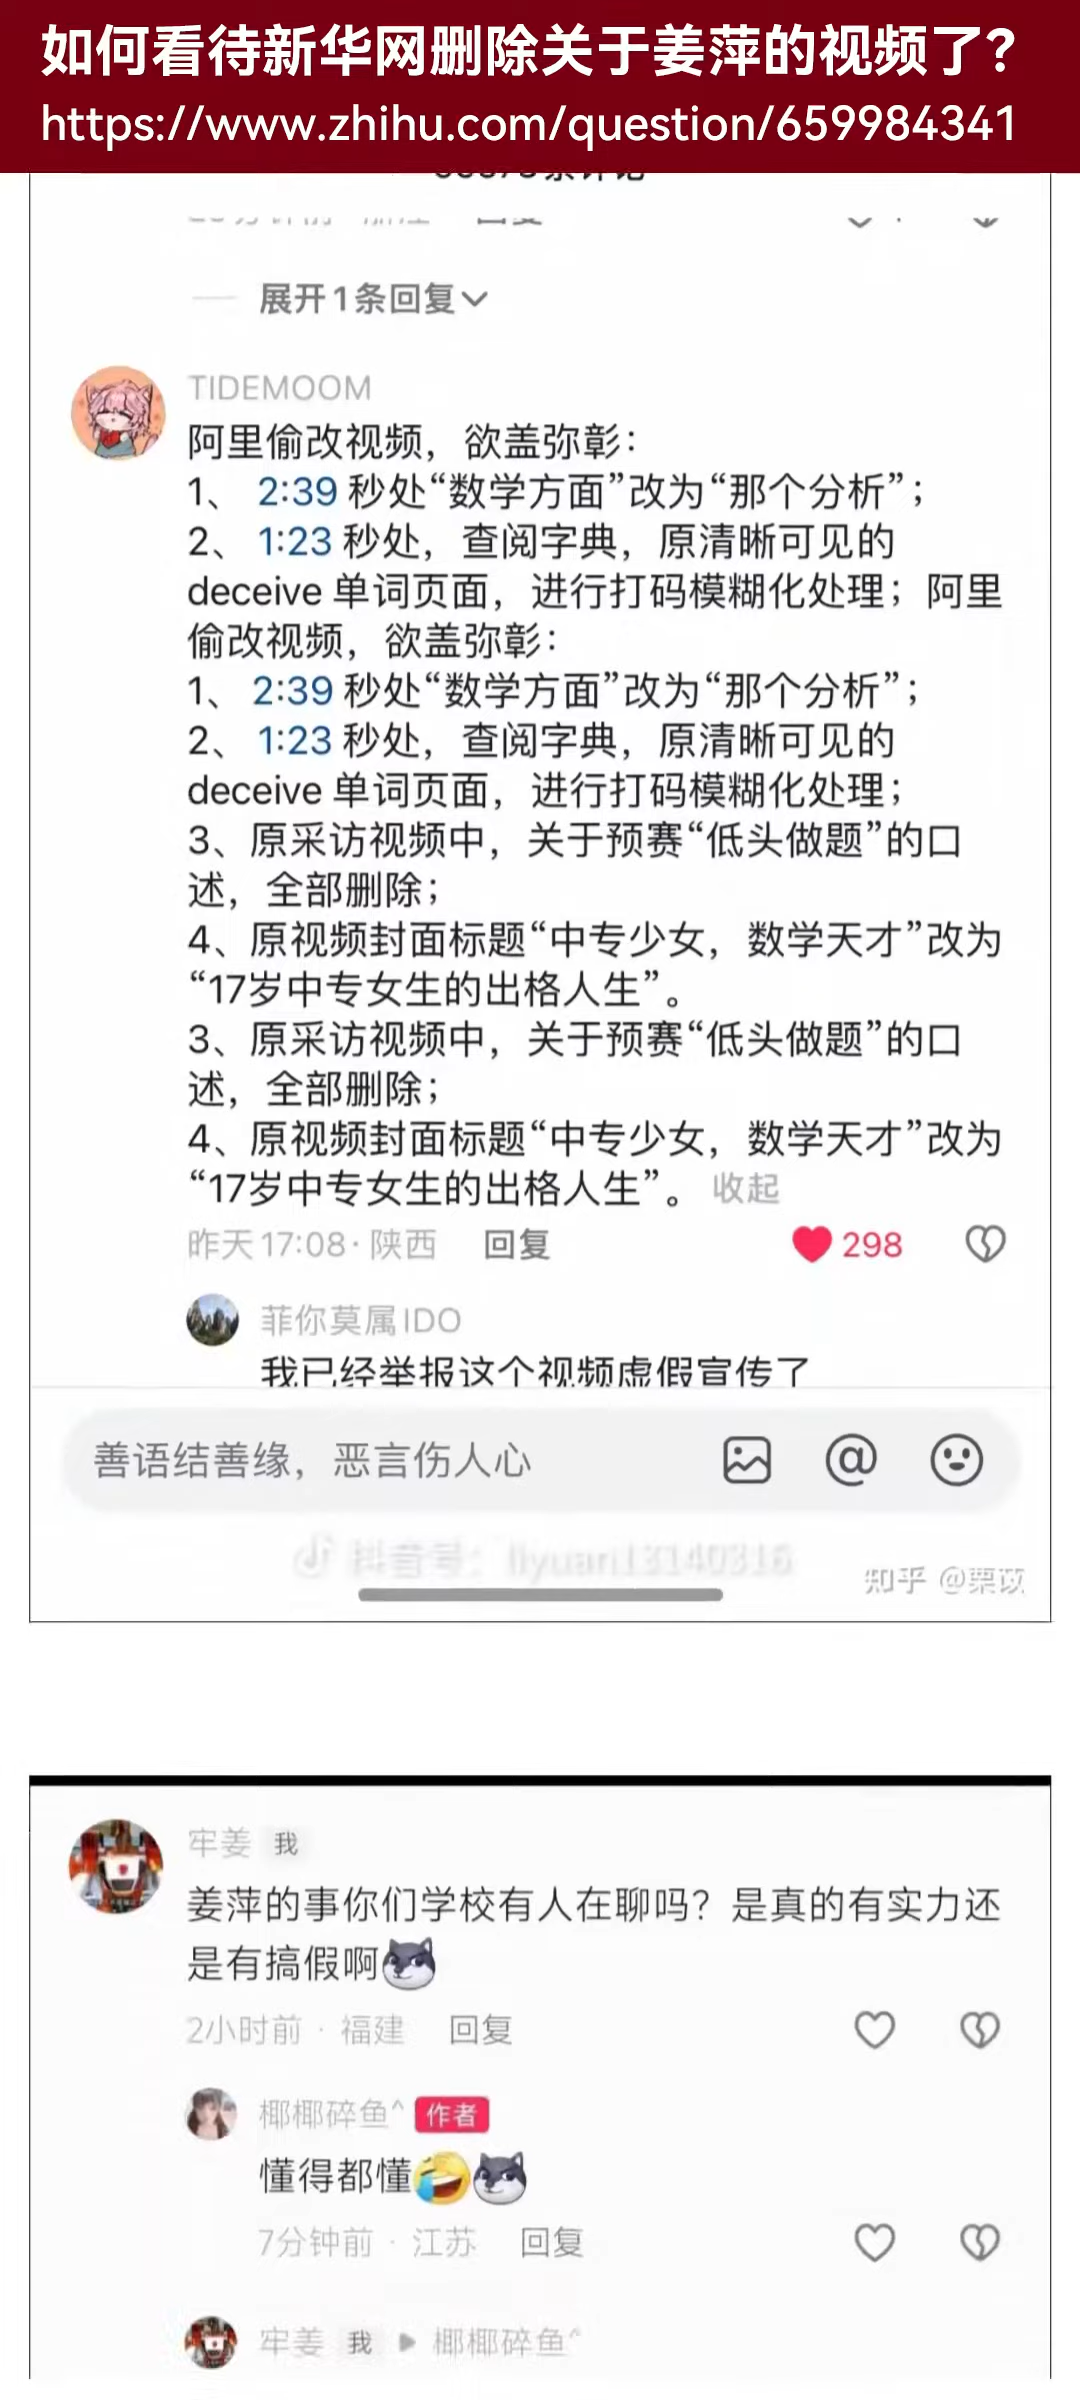 如何看待新华网删除关于姜萍的视频了？
https://www.zhihu.com/question/659984341
展开1条回复
TIDEMOOM
阿里偷改视频，欲盖弥彰：
1、 2:39 秒处“数学方面”改为“那个分析”；
2、 1:23 秒处，查阅字典，原清晰可见的
deceive 单词页面，进行打码模糊化处理；阿里
偷改视频，欲盖弥彰：
1、 2:39 秒处“数学方面”改为“那个分析”；
2、 1:23 秒处，查阅字典，原清晰可见的
deceive 单词页面，进行打码模糊化处理；
3、原采访视频中，关于预赛“低头做题”的口
述，全部删除；
4、原视频封面标题“中专少女，数学天才”改为
“17岁中专女生的出格人生”。
3、原采访视频中，关于预赛“低头做题”的口
述，全部删除；
4、原视频封面标题“中专少女，数学天才”改为
“17岁中专女生的出格人生”。 收起
昨天 17:08 · 陕西 回复 298
菲你莫属IDO
我已经举报这个视频虚假宣传了
善语结善缘，恶言伤人心
抖音号：liyuan13140316
知乎 @栗苡
牢姜 我
姜萍的事你们学校有人在聊吗？是真的有实力还
是有搞假啊
2小时前 · 福建 回复
椰椰碎鱼^ 作者
懂得都懂
7分钟前 · 江苏 回复
牢姜 我 ▶ 椰椰碎鱼^